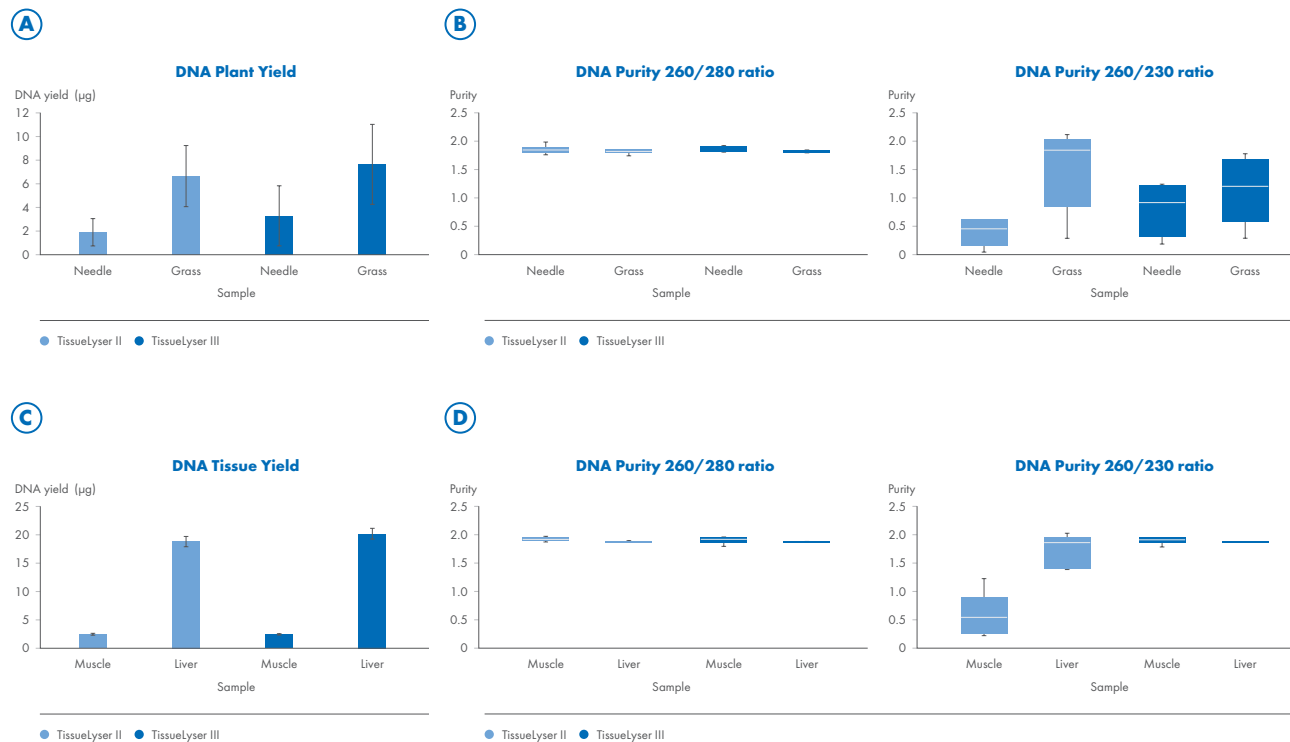 A
DNA Plant Yield
DNA yield (µg)
12
10
8
6
4
2
0
Needle Grass Needle Grass
Sample
TissueLyser II TissueLyser III
B
DNA Purity 260/280 ratio
Purity
2.5
2.0
1.5
1.0
0.5
0
Needle Grass Needle Grass
Sample
DNA Purity 260/230 ratio
Purity
2.5
2.0
1.5
1.0
0.5
0
Needle Grass Needle Grass
Sample
TissueLyser II TissueLyser III
C
DNA Tissue Yield
DNA yield (µg)
25
20
15
10
5
0
Muscle Liver Muscle Liver
Sample
TissueLyser II TissueLyser III
D
DNA Purity 260/280 ratio
Purity
2.5
2.0
1.5
1.0
0.5
0
Muscle Liver Muscle Liver
Sample
DNA Purity 260/230 ratio
Purity
2.5
2.0
1.5
1.0
0.5
0
Muscle Liver Muscle Liver
Sample
TissueLyser II TissueLyser III